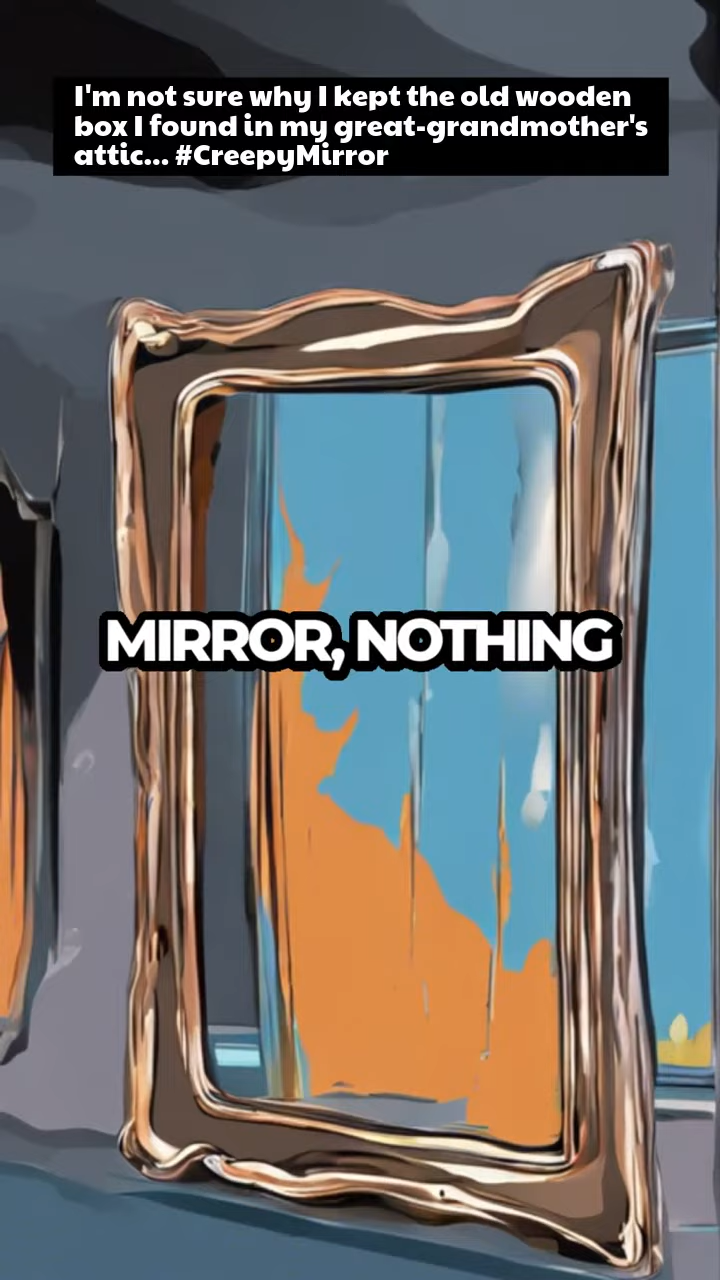 I'm not sure why I kept the old wooden
box I found in my great-grandmother's
attic... #CreepyMirror
MIRROR, NOTHING